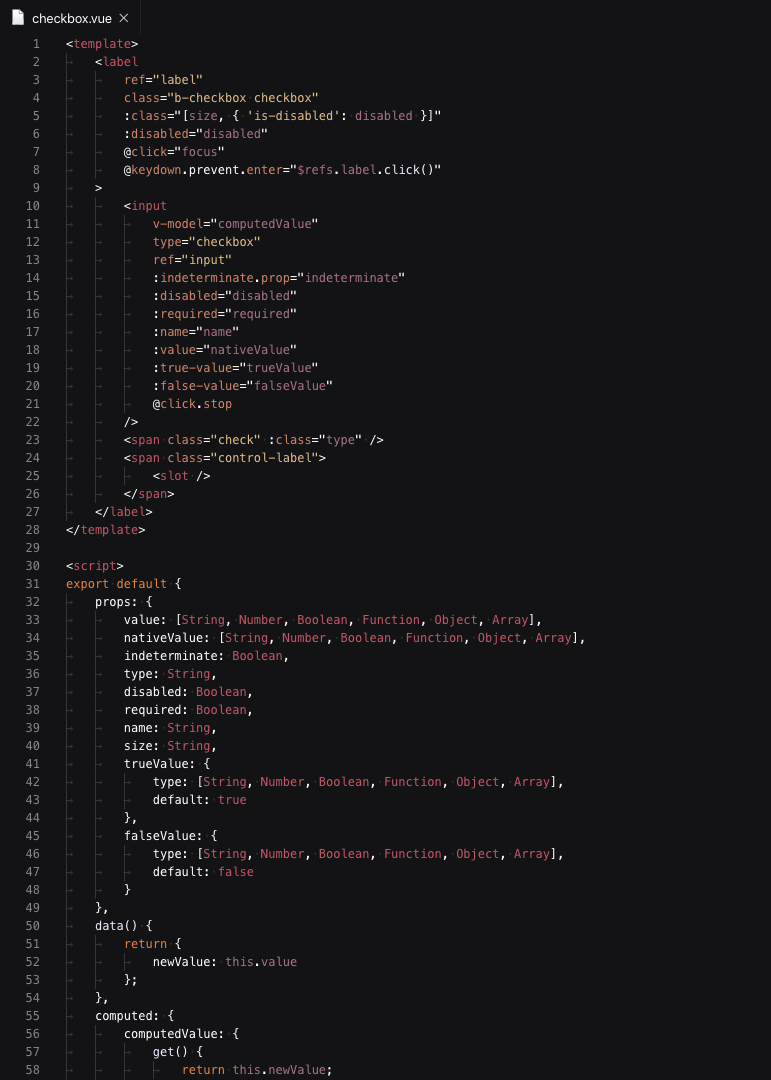 checkbox.vue
1 <template>
2 <label
3 ref="label"
4 class="b-checkbox checkbox"
5 :class="[size, { 'is-disabled': disabled }]"
6 :disabled="disabled"
7 @click="focus"
8 @keydown.prevent.enter="$refs.label.click()"
9 >
10 <input
11 v-model="computedValue"
12 type="checkbox"
13 ref="input"
14 :indeterminate.prop="indeterminate"
15 :disabled="disabled"
16 :required="required"
17 :name="name"
18 :value="nativeValue"
19 :true-value="trueValue"
20 :false-value="falseValue"
21 @click.stop
22 />
23 <span class="check" :class="type" />
24 <span class="control-label">
25 <slot />
26 </span>
27 </label>
28 </template>
29
30 <script>
31 export default {
32 props: {
33 value: [String, Number, Boolean, Function, Object, Array],
34 nativeValue: [String, Number, Boolean, Function, Object, Array],
35 indeterminate: Boolean,
36 type: String,
37 disabled: Boolean,
38 required: Boolean,
39 name: String,
40 size: String,
41 trueValue: {
42 type: [String, Number, Boolean, Function, Object, Array],
43 default: true
44 },
45 falseValue: {
46 type: [String, Number, Boolean, Function, Object, Array],
47 default: false
48 }
49 },
50 data() {
51 return {
52 newValue: this.value
53 };
54 },
55 computed: {
56 computedValue: {
57 get() {
58 return this.newValue;